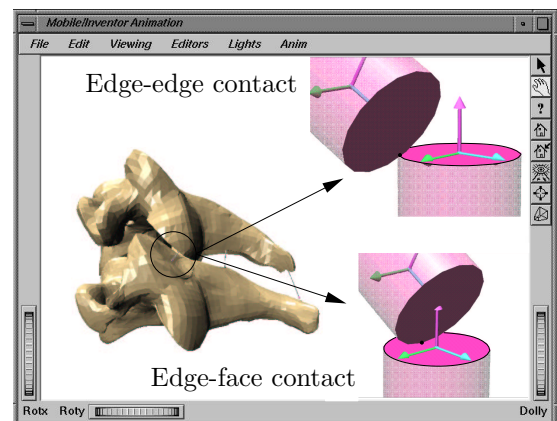 Mobile/Inventor Animation
File Edit Viewing Editors Lights Anim
Edge-edge contact
?
Edge-face contact
Rotx Roty Dolly